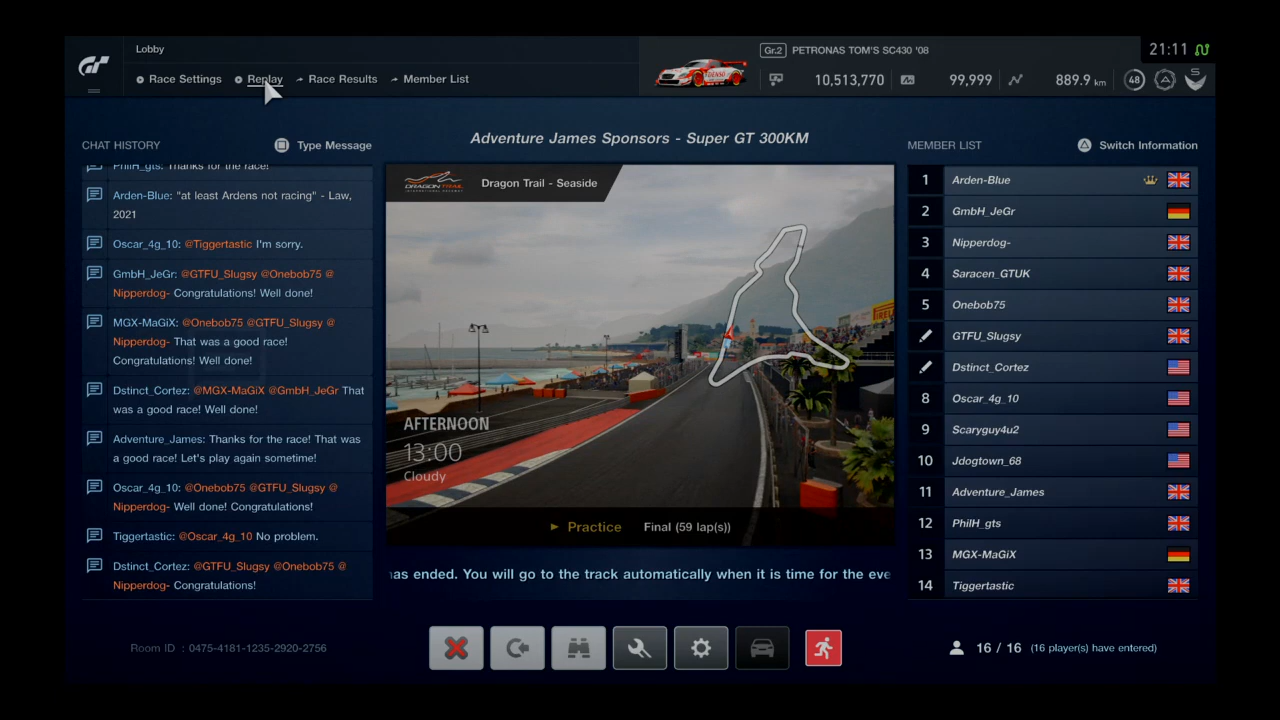 Lobby
Race Settings Replay Race Results Member List
Gr.2 PETRONAS TOM'S SC430 '08
10,513,770 99,999 889.9 km 48 S
21:11
CHAT HISTORY Type Message
PhilH_gts: Thanks for the race!
Arden-Blue: "at least Ardens not racing" - Law,
2021
Oscar_4g_10: @Tiggertastic I'm sorry.
GmbH_JeGr: @GTFU_Slugsy @Onebob75 @
Nipperdog- Congratulations! Well done!
MGX-MaGiX: @Onebob75 @GTFU_Slugsy @
Nipperdog- That was a good race!
Congratulations! Well done!
Dstinct_Cortez: @MGX-MaGiX @GmbH_JeGr That
was a good race! Well done!
Adventure_James: Thanks for the race! That was
a good race! Let's play again sometime!
Oscar_4g_10: @Onebob75 @GTFU_Slugsy @
Nipperdog- Well done! Congratulations!
Tiggertastic: @Oscar_4g_10 No problem.
Dstinct_Cortez: @GTFU_Slugsy @Onebob75 @
Nipperdog- Congratulations!
Room ID : 0475-4181-1235-2920-2756
Adventure James Sponsors - Super GT 300KM
DRAGON TRAIL
Dragon Trail - Seaside
PIRELLI
AFTERNOON
13:00
Cloudy
Practice Final (59 lap(s))
has ended. You will go to the track automatically when it is time for the eve
MEMBER LIST Switch Information
1 Arden-Blue
2 GmbH_JeGr
3 Nipperdog-
4 Saracen_GTUK
5 Onebob75
GTFU_Slugsy
Dstinct_Cortez
8 Oscar_4g_10
9 Scaryguy4u2
10 Jdogtown_68
11 Adventure_James
12 PhilH_gts
13 MGX-MaGiX
14 Tiggertastic
16 / 16 (16 player(s) have entered)